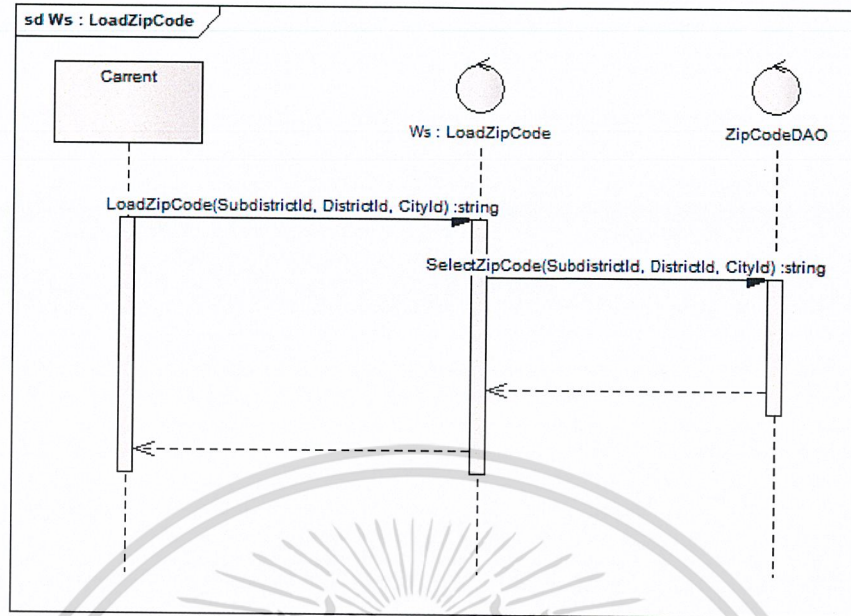 sd Ws : LoadZipCode
Carrent
Ws : LoadZipCode
ZipCodeDAO
LoadZipCode(SubdistrictId, DistrictId, CityId) :string
SelectZipCode(SubdistrictId, DistrictId, CityId) :string